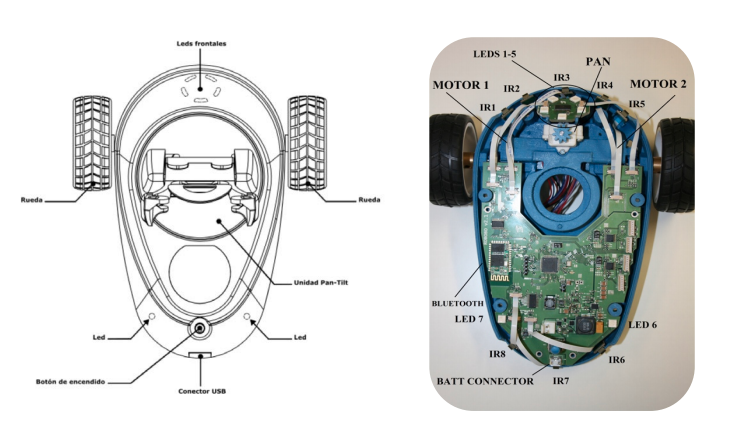 Leds frontales
Rueda
Rueda
Unidad Pan-Tilt
Led
Led
Botón de encendido
Conector USB
LEDS 1-5
PAN
IR3
MOTOR 1
IR2
IR4
MOTOR 2
IR1
IR5
BLUETOOTH
LED 7
LED 6
IR8
IR6
BATT CONNECTOR
IR7